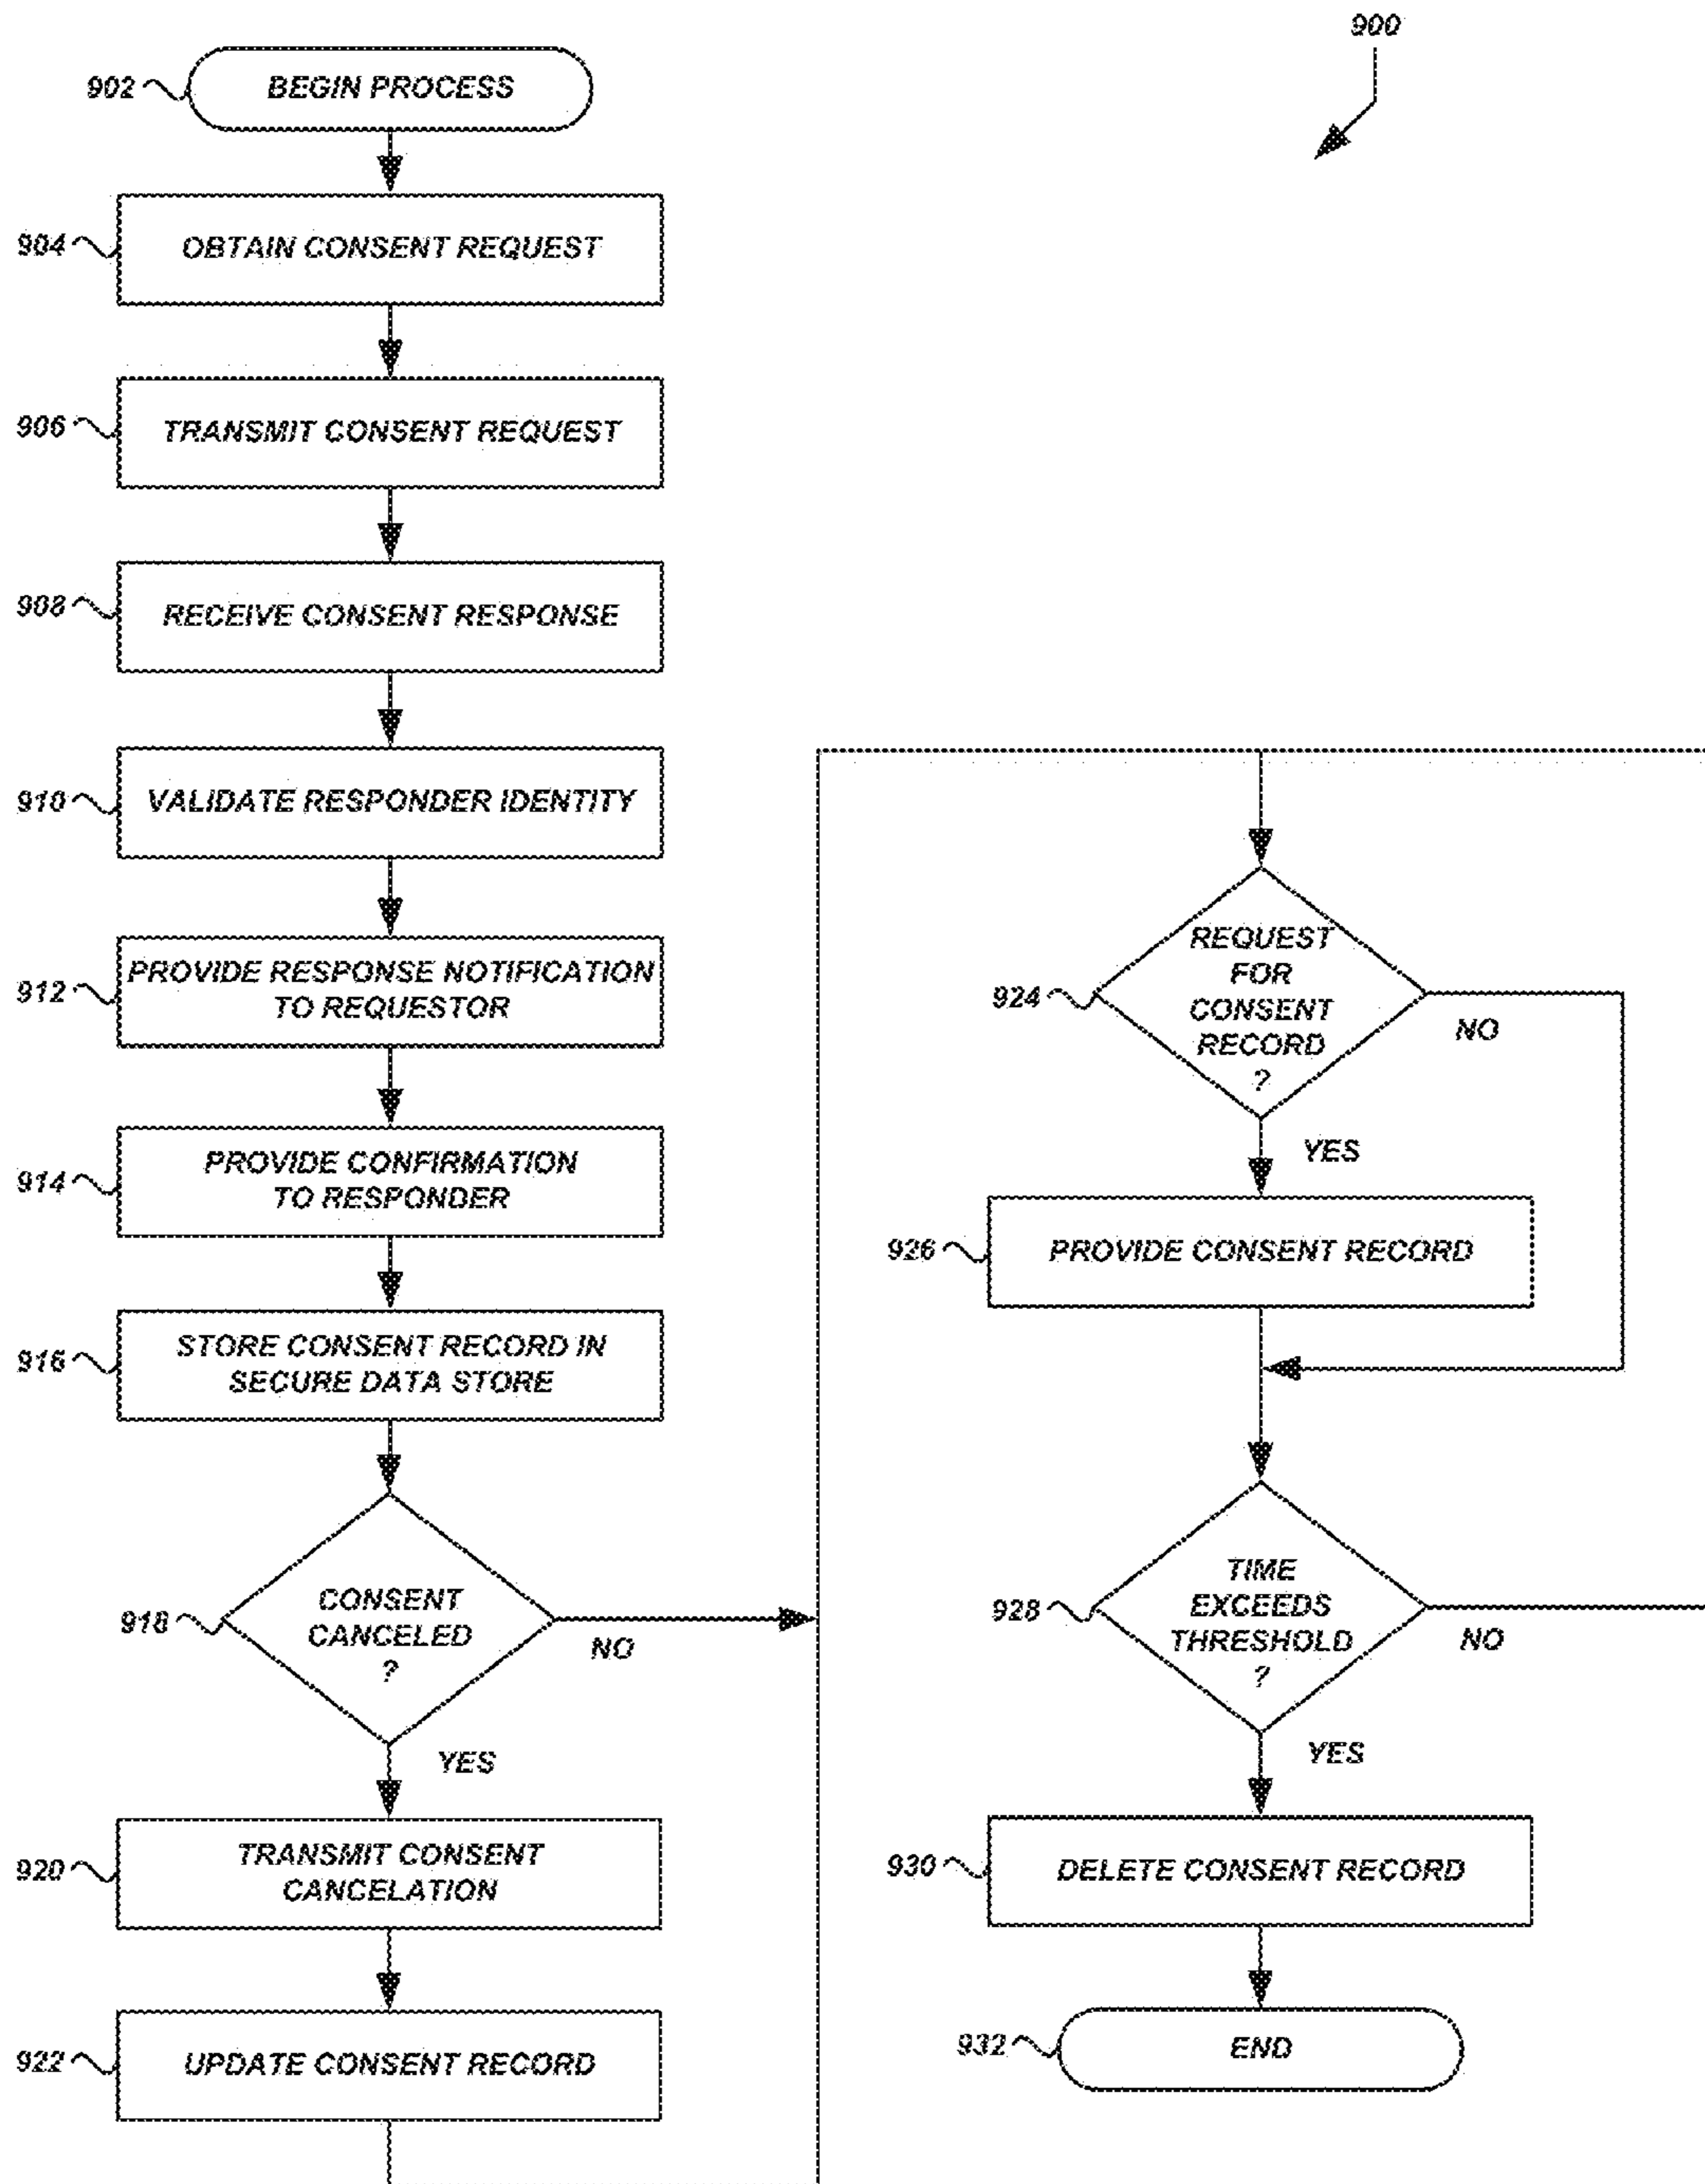 900
902
BEGIN PROCESS
904
OBTAIN CONSENT REQUEST
906
TRANSMIT CONSENT REQUEST
908
RECEIVE CONSENT RESPONSE
910
VALIDATE RESPONDER IDENTITY
912
PROVIDE RESPONSE NOTIFICATION
TO REQUESTOR
914
PROVIDE CONFIRMATION
TO RESPONDER
916
STORE CONSENT RECORD IN
SECURE DATA STORE
918
CONSENT
CANCELED
?
NO
YES
920
TRANSMIT CONSENT
CANCELATION
922
UPDATE CONSENT RECORD
924
REQUEST
FOR
CONSENT
RECORD
?
NO
YES
926
PROVIDE CONSENT RECORD
928
TIME
EXCEEDS
THRESHOLD
?
NO
YES
930
DELETE CONSENT RECORD
932
END